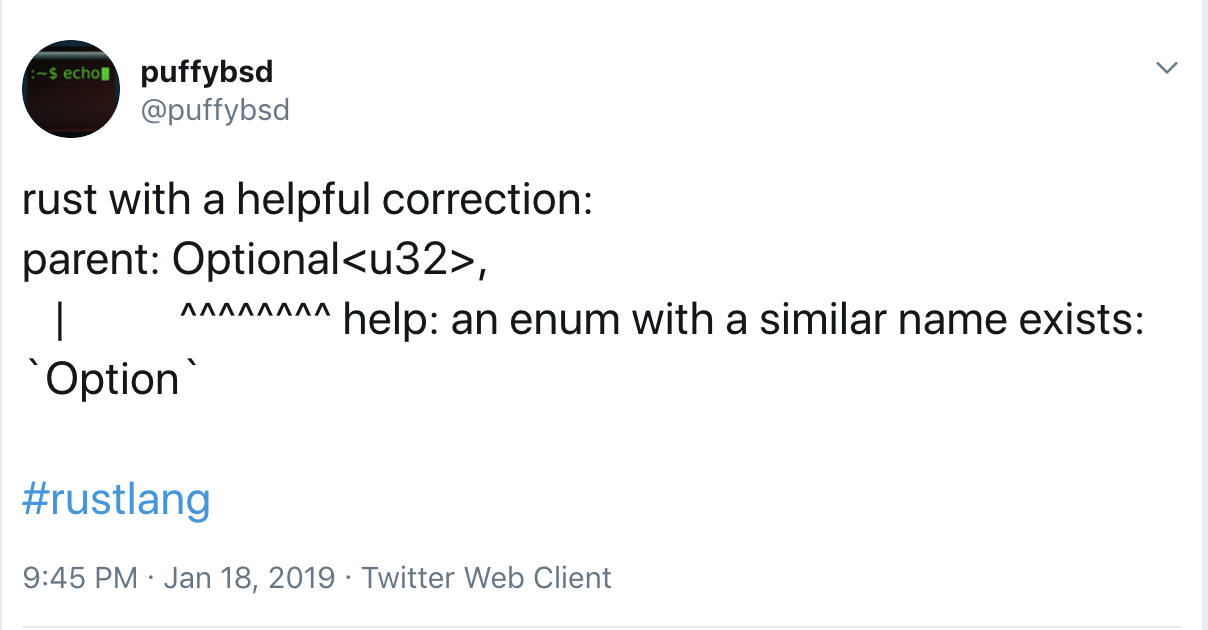 :~$ echo
puffybsd
@puffybsd
rust with a helpful correction:
parent: Optional<u32>,
| ^^^^^^^^ help: an enum with a similar name exists:
`Option`
#rustlang
9:45 PM · Jan 18, 2019 · Twitter Web Client